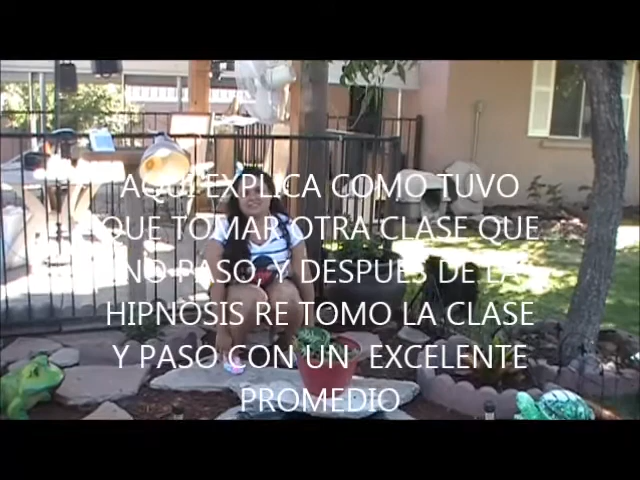 AQUI EXPLICA COMO TUVO
QUE TOMAR OTRA CLASE QUE
NO PASO, Y DESPUES DE LA
HIPNOSIS RE TOMO LA CLASE
Y PASO CON UN EXCELENTE
PROMEDIO